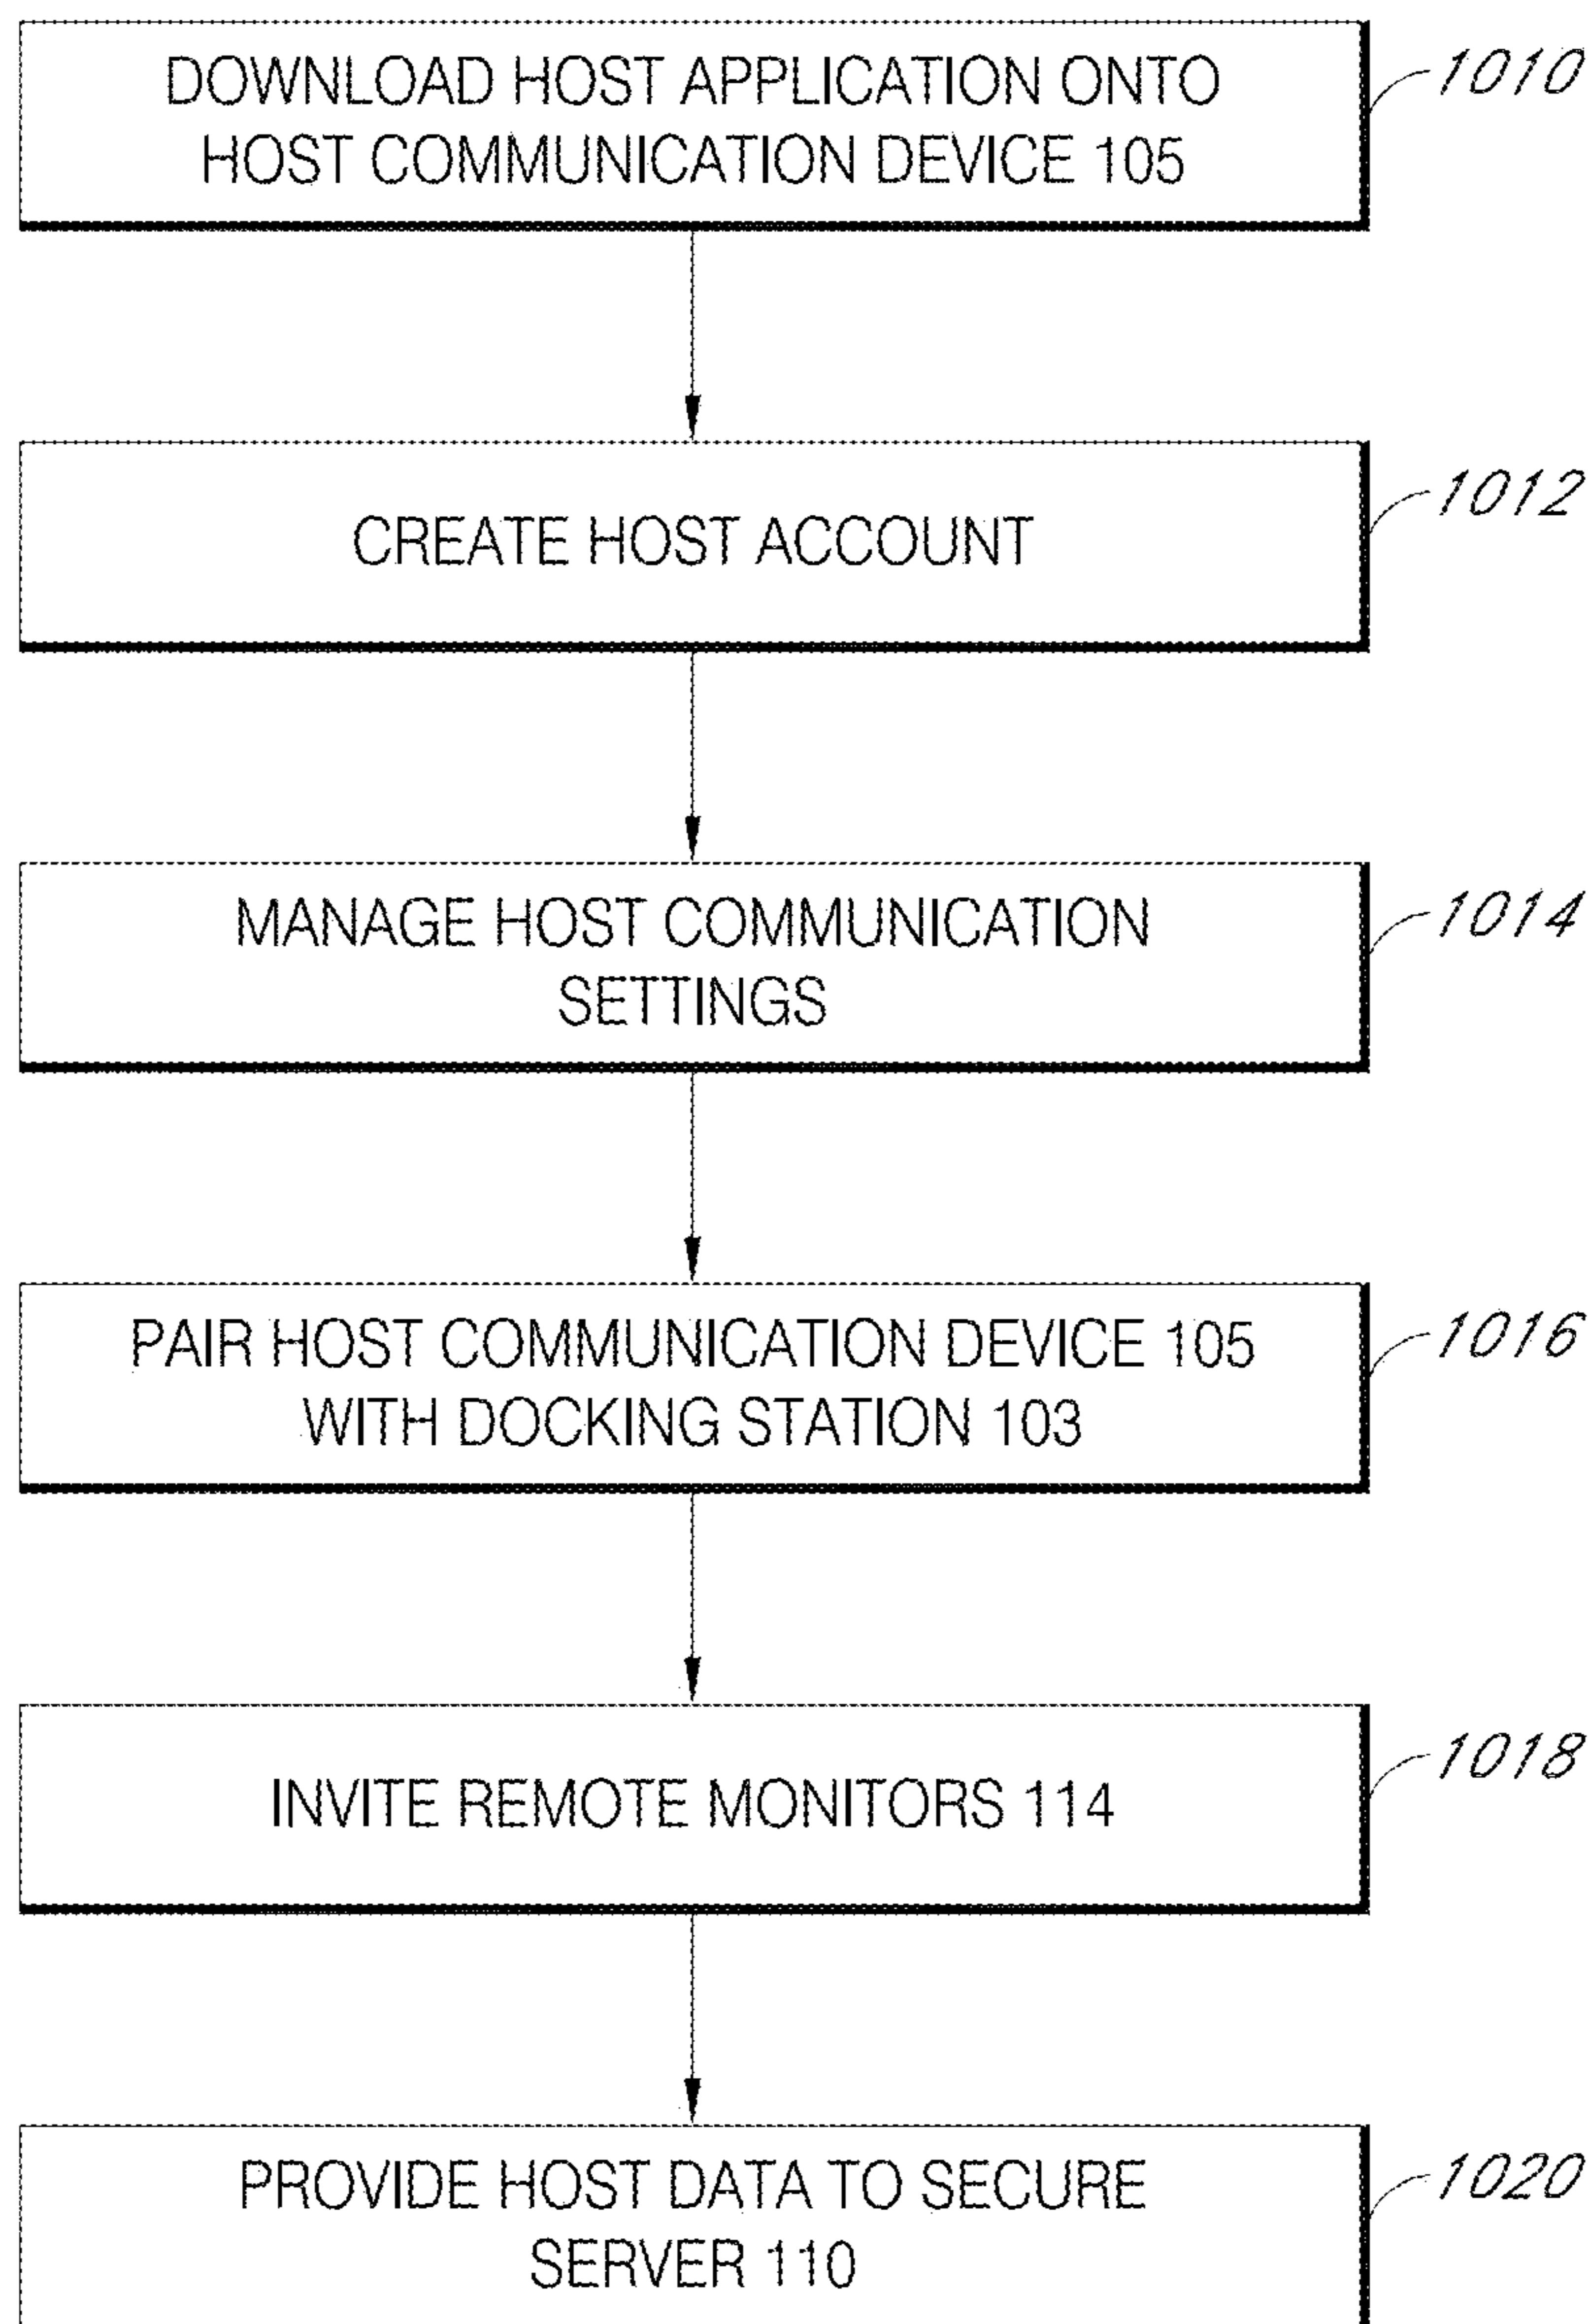 DOWNLOAD HOST APPLICATION ONTO
HOST COMMUNICATION DEVICE 105
1010
CREATE HOST ACCOUNT
1012
MANAGE HOST COMMUNICATION
SETTINGS
1014
PAIR HOST COMMUNICATION DEVICE 105
WITH DOCKING STATION 103
1016
INVITE REMOTE MONITORS 114
1018
PROVIDE HOST DATA TO SECURE
SERVER 110
1020